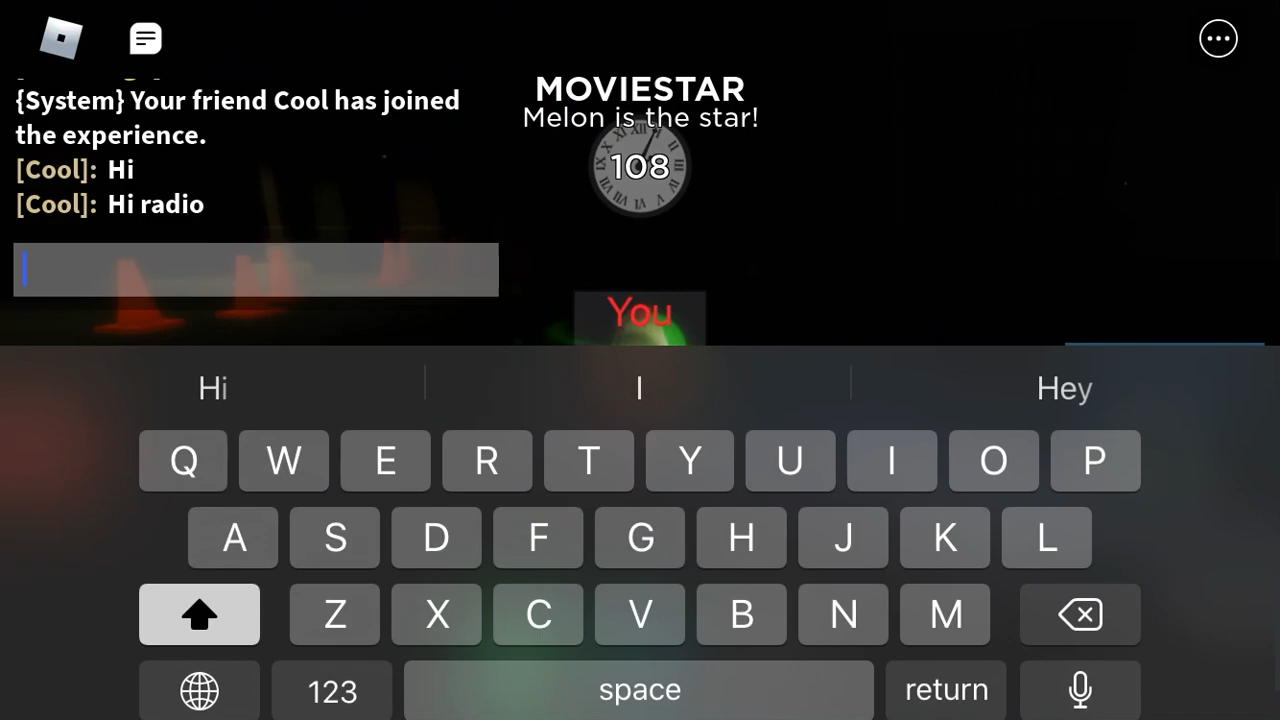 {System} Your friend Cool has joined
the experience.
[Cool]: Hi
[Cool]: Hi radio
MOVIESTAR
Melon is the star!
108
You
Hi
I
Hey
Q W E R T Y U I O P
A S D F G H J K L
Z X C V B N M
123
space
return